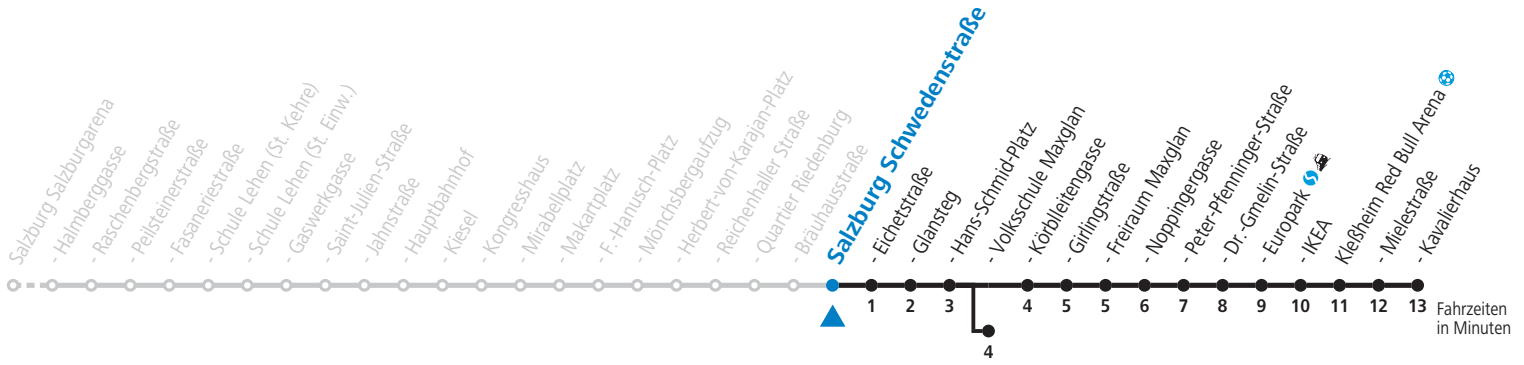 Salzburg Salzburgarena
- Halmberggasse
- Raschenbergstraße
- Peilsteinerstraße
- Fasaneriestraße
- Schule Lehen (St. Kehre)
- Schule Lehen (St. Einw.)
- Gaswerkgasse
- Saint-Julien-Straße
- Jahnstraße
- Hauptbahnhof
- Kiesel
- Kongresshaus
- Mirabellplatz
- Makartplatz
- F.-Hanusch-Platz
- Mönchsbergaufzug
- Herbert-von-Karajan-Platz
- Reichenhaller Straße
- Quartier Riedenburg
- Bräuhausstraße
Salzburg Schwedenstraße
- Eichetstraße
- Glansteg
- Hans-Schmid-Platz
- Volksschule Maxglan
- Körblleitengasse
- Girlingstraße
- Freiraum Maxglan
- Noppingergasse
- Peter-Pfenninger-Straße
- Dr.-Gmelin-Straße
- Europark
- IKEA
Kleßheim Red Bull Arena
- Mielestraße
- Kavalierhaus
1 2 3 4 5 5 6 7 8 9 10 11 12 13 Fahrzeiten
in Minuten
4